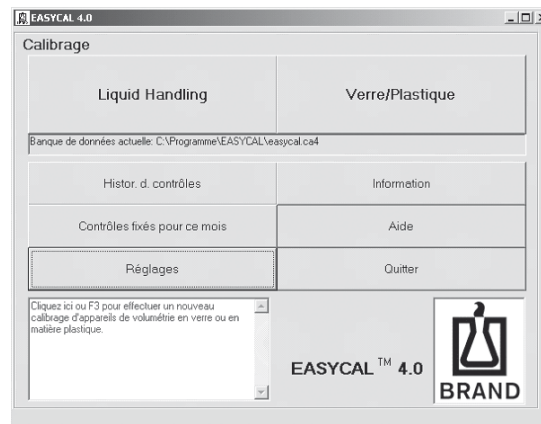 EASYCAL 4.0
Calibrage
Liquid Handling
Verre/Plastique
Banque de données actuelle: C:\Programme\EASYCAL\easycal.ca4
Histor. d. contrôles
Information
Contrôles fixés pour ce mois
Aide
Réglages
Quitter
Cliquez ici ou F3 pour effectuer un nouveau
calibrage d'appareils de volumétrie en verre ou en
matière plastique.
EASYCAL™ 4.0
BRAND